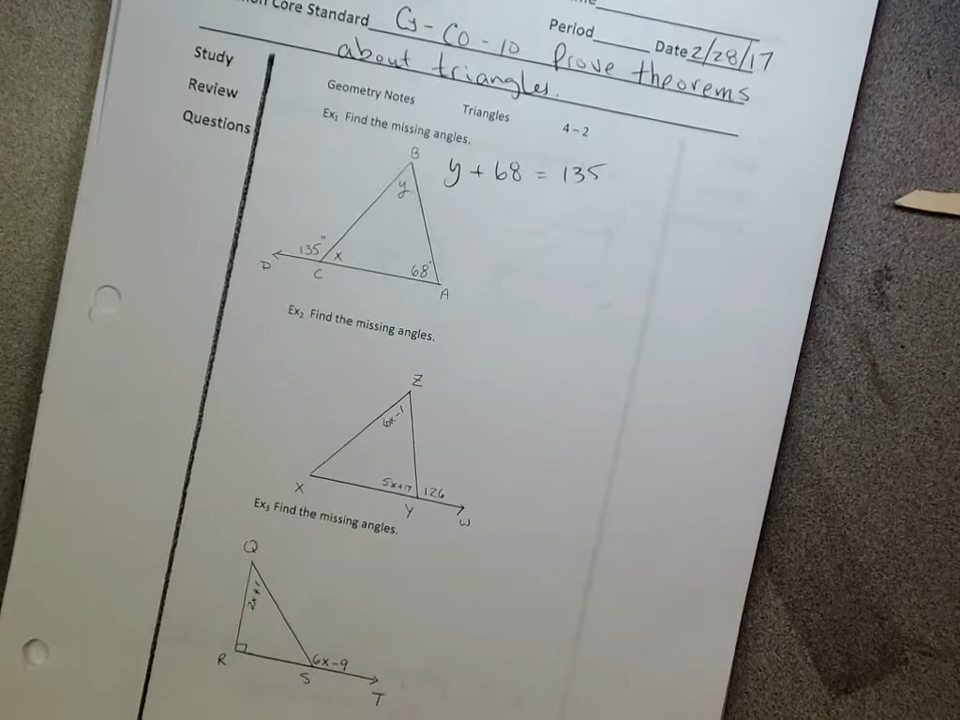 Core Standard G-CO-10 Prove theorems
about triangles.
Period Date 2/28/17
Study
Review
Questions
Geometry Notes Triangles 4 – 2
Ex1 Find the missing angles.
B
y + 68 = 135
y
135°
x
68°
D
C
A
Ex2 Find the missing angles.
Z
6x-1
X
5x+17
126
Y
W
Ex3 Find the missing angles.
Q
R
6x-9
S
T